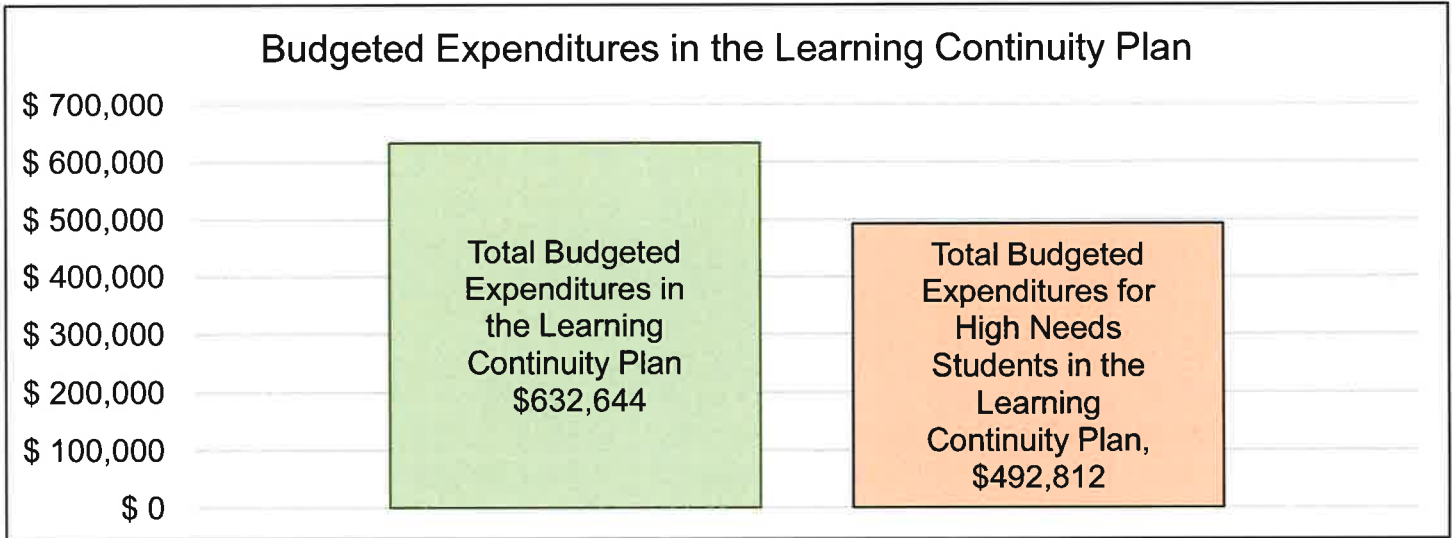 Budgeted Expenditures in the Learning Continuity Plan
$ 700,000
$ 600,000
$ 500,000
$ 400,000
$ 300,000
$ 200,000
$ 100,000
$ 0
Total Budgeted
Expenditures in
the Learning
Continuity Plan
$632,644
Total Budgeted
Expenditures for
High Needs
Students in the
Learning
Continuity Plan,
$492,812